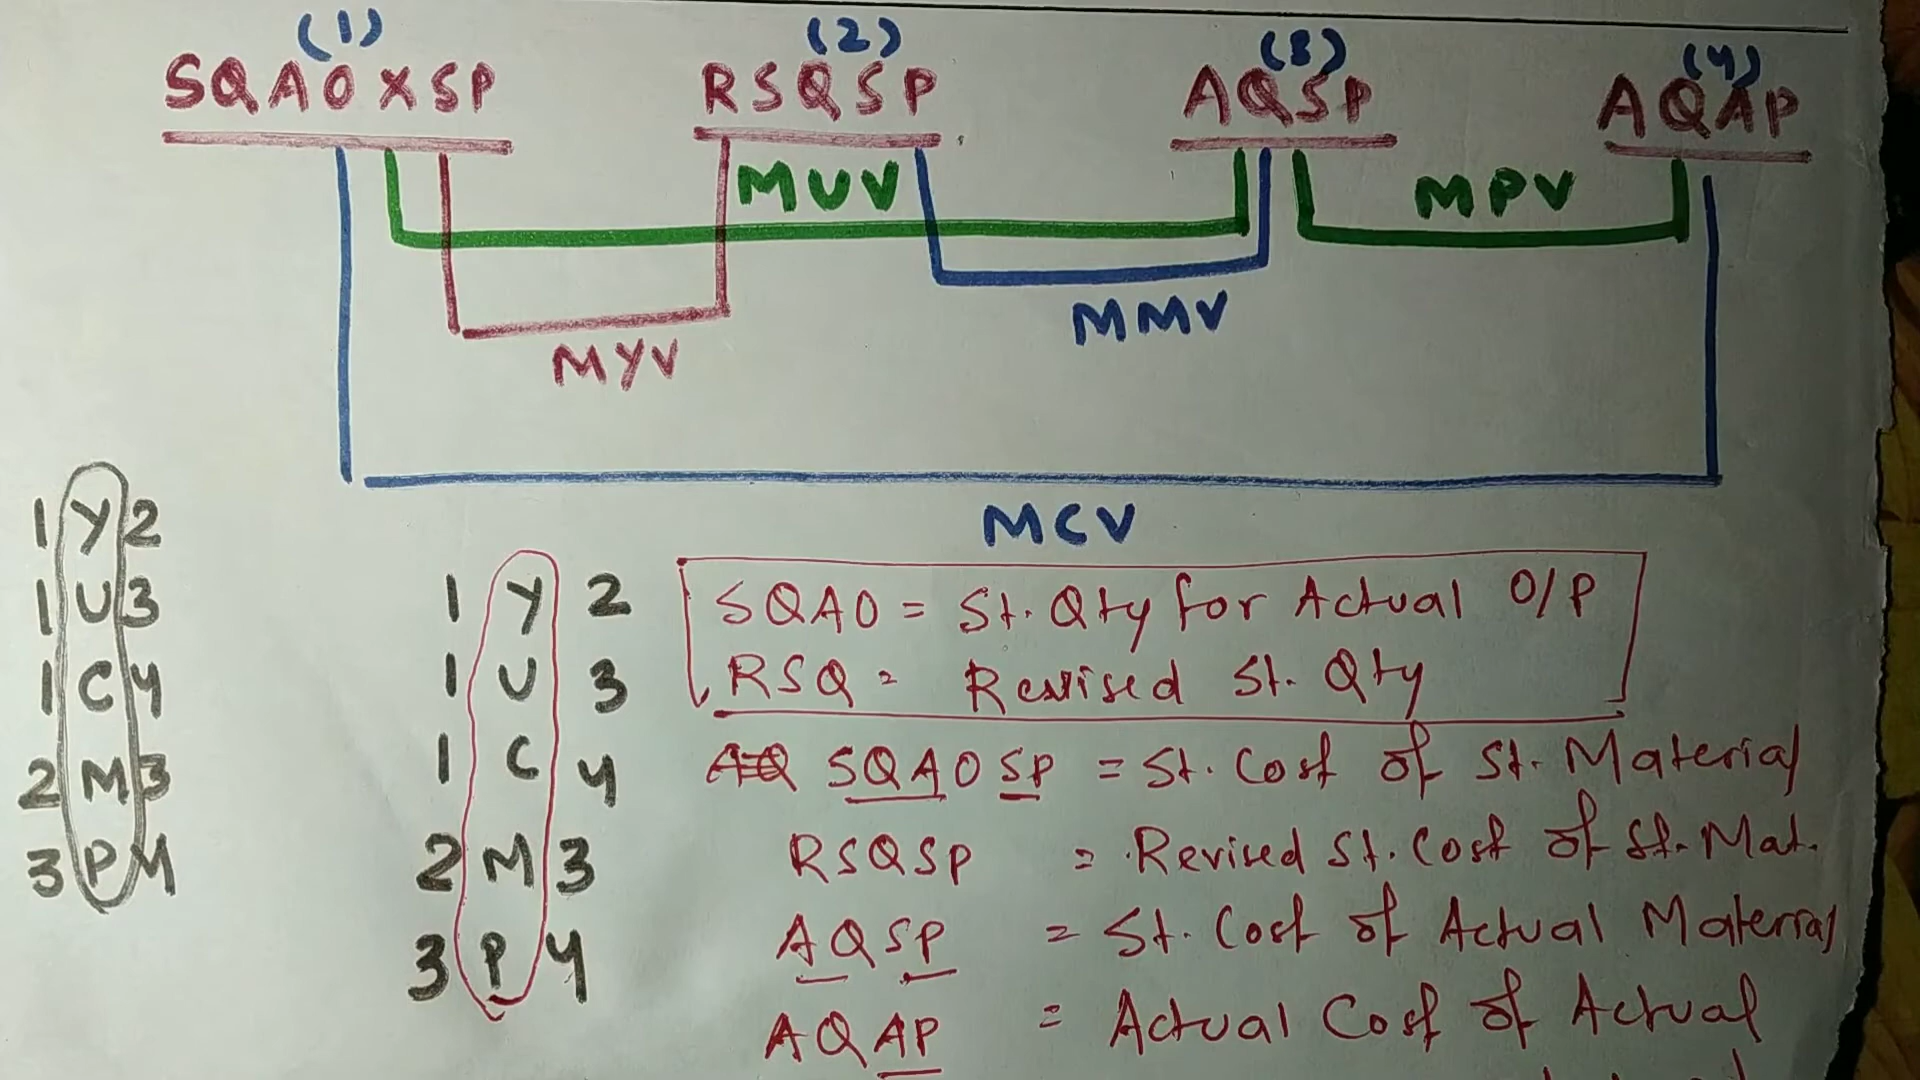 (1) (2) (3) (4)
SQAO X SP RSQSP AQSP AQAP
MUV MPV
MMV
MYV
MCV
1 Y 2
1 U 3
1 C 4
2 M 3
3 P 4
1 Y 2
1 U 3
1 C 4
2 M 3
3 P 4
SQAO = St. Qty for Actual O/P
RSQ = Revised St. Qty
SQAOSP = St. Cost of St. Material
RSQSP = Revised St. Cost of St. Mat.
AQSP = St. Cost of Actual Material
AQAP = Actual Cost of Actual